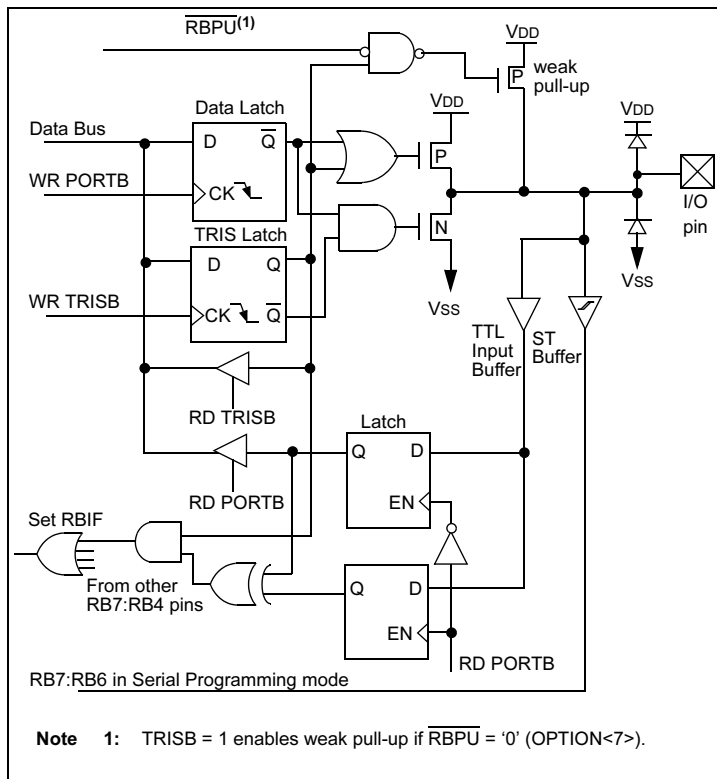 RBPU(1)
VDD
P
weak pull-up
Data Latch
VDD
VDD
Data Bus
D
Q
P
WR PORTB
CK
I/O pin
TRIS Latch
N
D
Q
VSS
VSS
WR TRISB
CK
Q
TTL Input Buffer
ST Buffer
RD TRISB
Latch
Q
D
RD PORTB
EN
Set RBIF
From other RB7:RB4 pins
Q
D
EN
RD PORTB
RB7:RB6 in Serial Programming mode
Note 1: TRISB = 1 enables weak pull-up if RBPU = '0' (OPTION<7>).